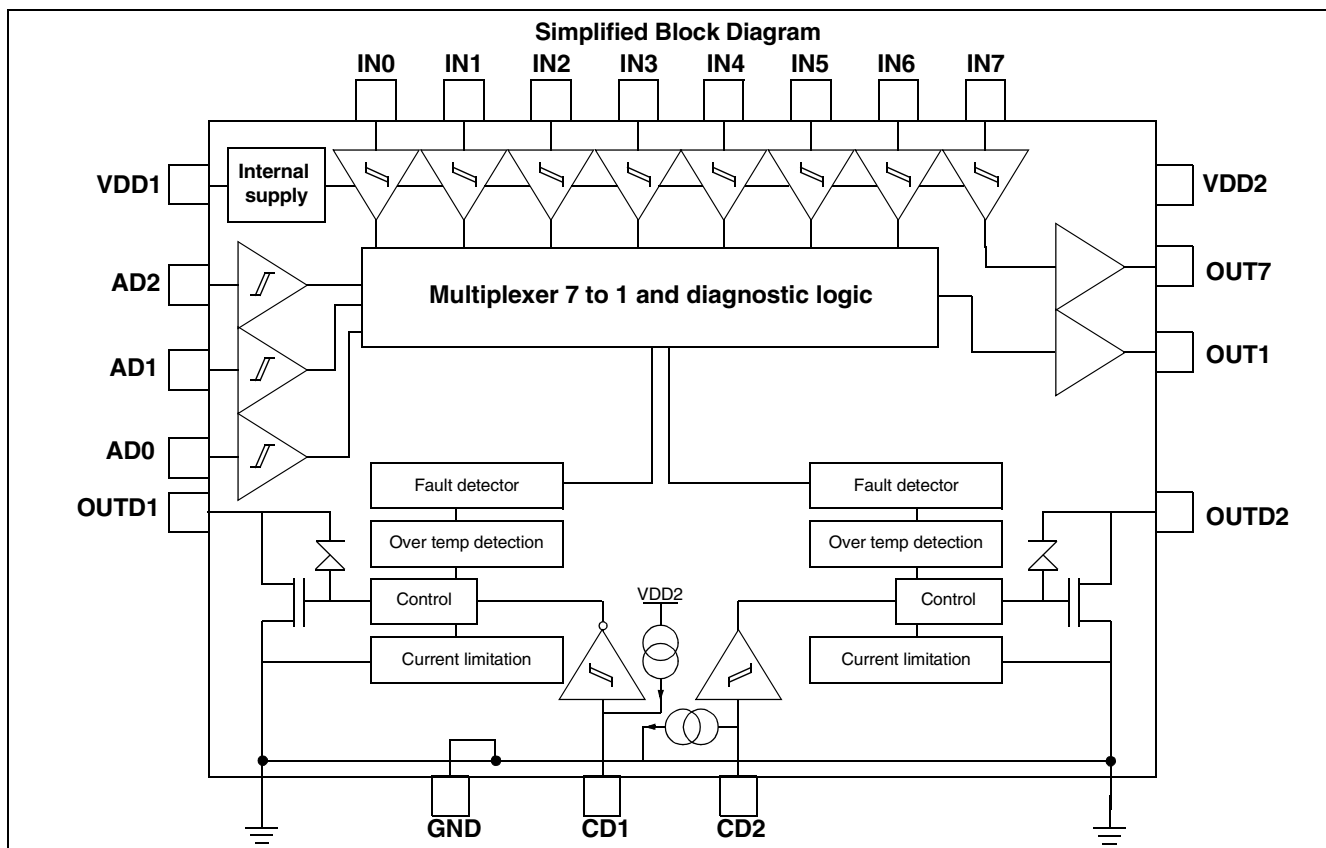 Simplified Block Diagram
IN0 IN1 IN2 IN3 IN4 IN5 IN6 IN7
VDD1
Internal
supply
VDD2
AD2
Multiplexer 7 to 1 and diagnostic logic
OUT7
AD1
OUT1
AD0
OUTD1
Fault detector
Fault detector
OUTD2
Over temp detection
Over temp detection
Control
VDD2
Control
Current limitation
Current limitation
GND CD1 CD2